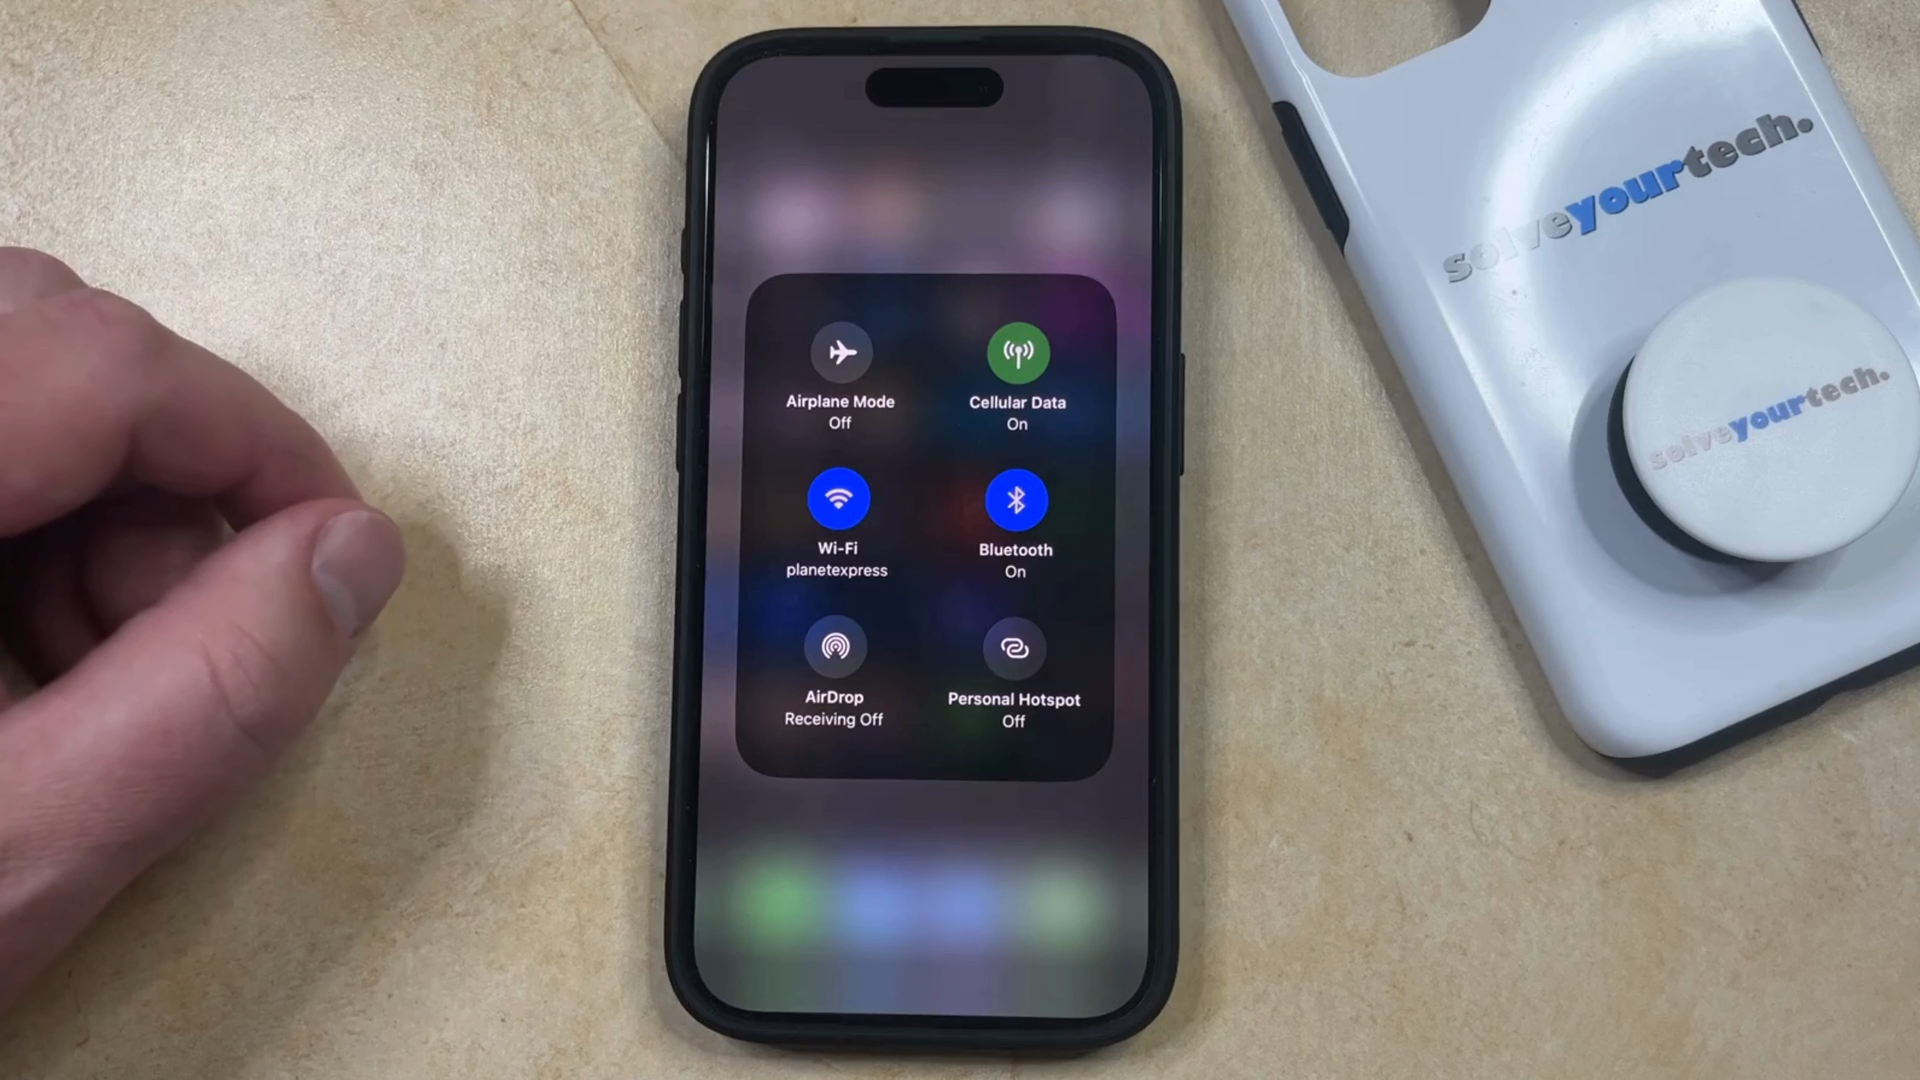 Airplane Mode
Off
Cellular Data
On
Wi-Fi
planetexpress
Bluetooth
On
AirDrop
Receiving Off
Personal Hotspot
Off
solveyourtech.
solveyourtech.